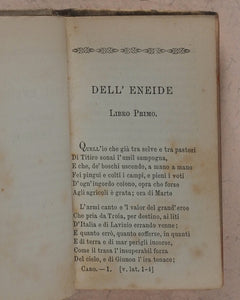 DELL' ENEIDE
LIBRO PRIMO.
QUELL'io che già tra selve e tra pastori
Di Titiro sonai l'umil sampogna,
E che, de' boschi uscendo, a mano a mano
Fei pingui e cólti i campi, e pieni i voti
D'ogn'ingordo colono, opra che forse
Agli agricoli è grata; ora di Marte
L'armi canto e 'l valor del grand'eroe
Che pria da Troia, per destino, ai liti
D'Italia e di Lavinio errando venne;
E quanto errò, quanto sofferse, in quanti
E di terra e di mar perigli incorse,
Come il traea l'insuperabil forza
Del cielo, e di Giunon l'ira tenace;
CARO. — 1. [v. lat. 1-4]